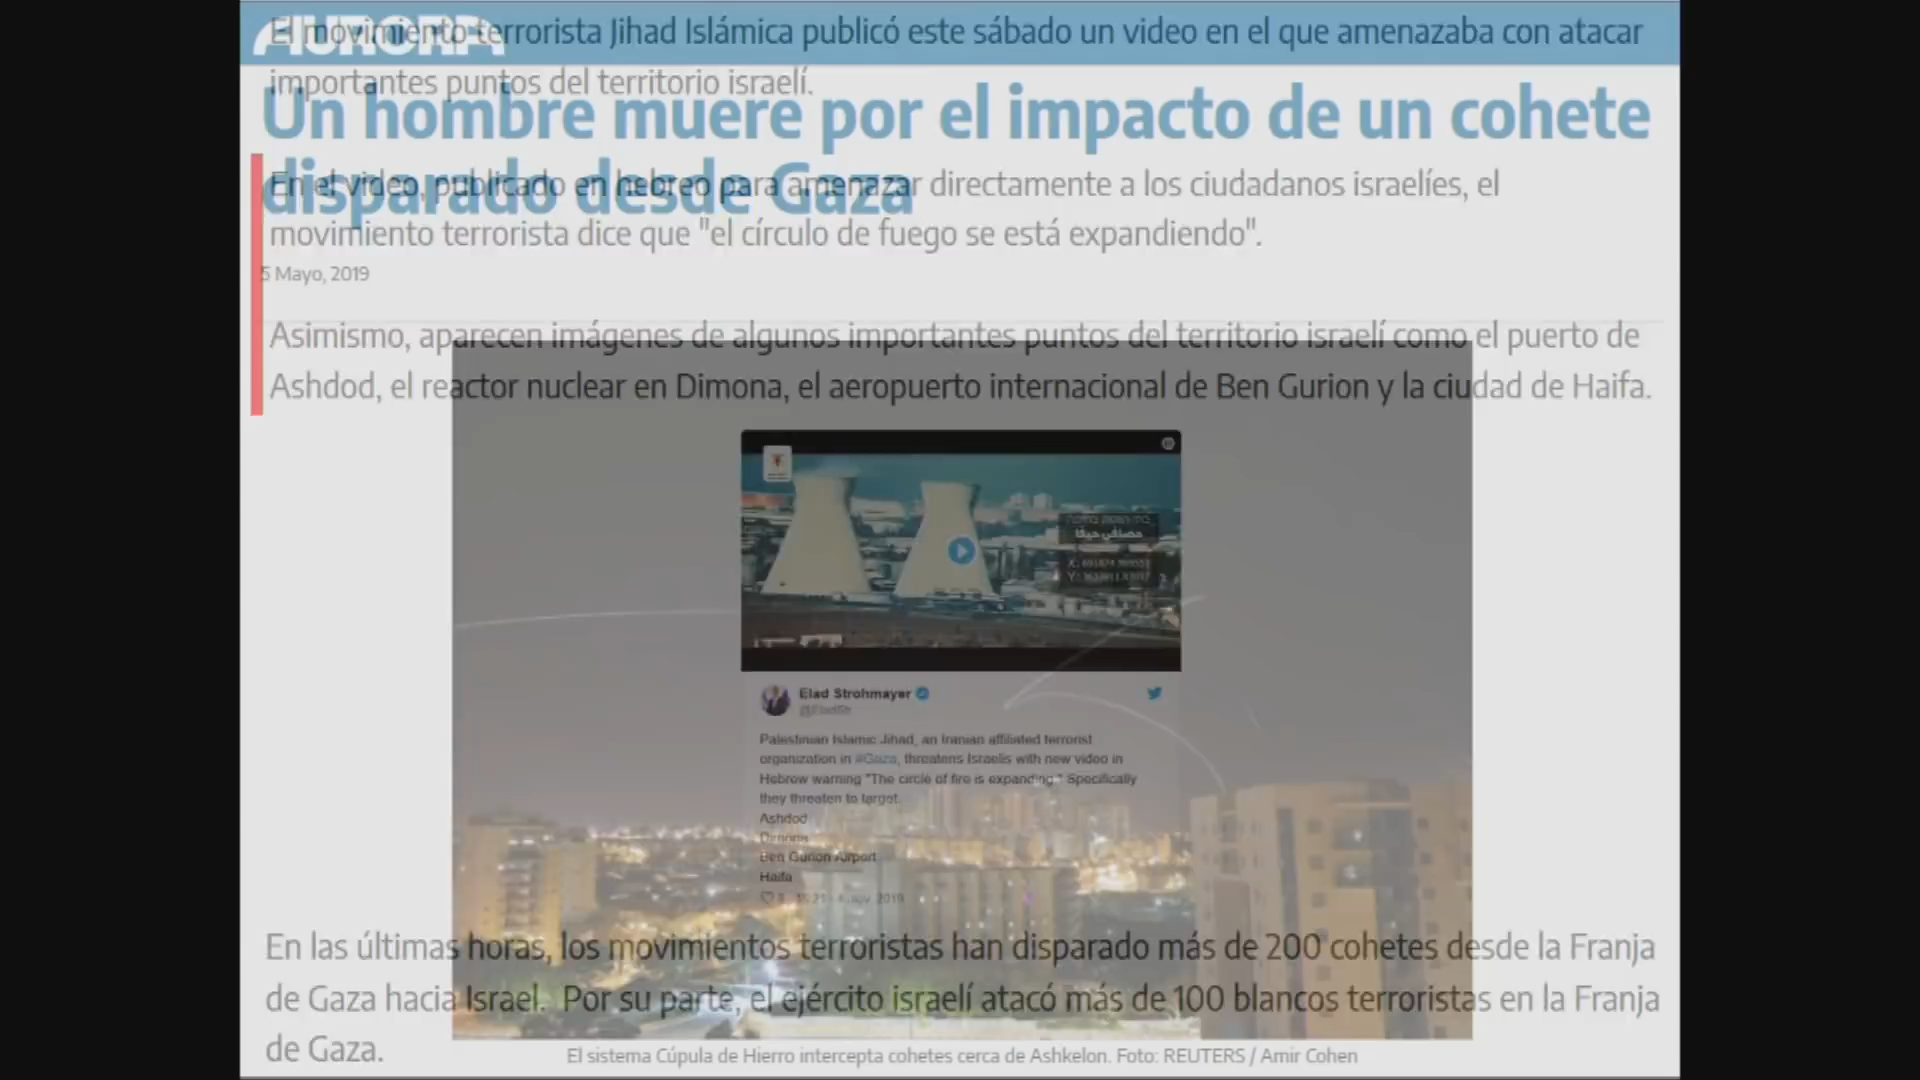 AURORA
El movimiento terrorista Jihad Islámica publicó este sábado un video en el que amenazaba con atacar
importantes puntos del territorio israelí.
Un hombre muere por el impacto de un cohete
disparado desde Gaza
En el video, publicado en hebreo para amenazar directamente a los ciudadanos israelíes, el
movimiento terrorista dice que "el círculo de fuego se está expandiendo".
5 Mayo, 2019
Asimismo, aparecen imágenes de algunos importantes puntos del territorio israelí como el puerto de
Ashdod, el reactor nuclear en Dimona, el aeropuerto internacional de Ben Gurion y la ciudad de Haifa.
Elad Strohmayer
Palestinian Islamic Jihad, an Iranian affiliated terrorist
organization in #Gaza, threatens Israelis with new video in
Hebrew warning "The circle of fire is expanding." Specifically
they threaten to target.
Ashdod
Dimona
Ben Gurion Airport
Haifa
En las últimas horas, los movimientos terroristas han disparado más de 200 cohetes desde la Franja
de Gaza hacia Israel. Por su parte, el ejército israelí atacó más de 100 blancos terroristas en la Franja
de Gaza.
El sistema Cúpula de Hierro intercepta cohetes cerca de Ashkelon. Foto: REUTERS / Amir Cohen